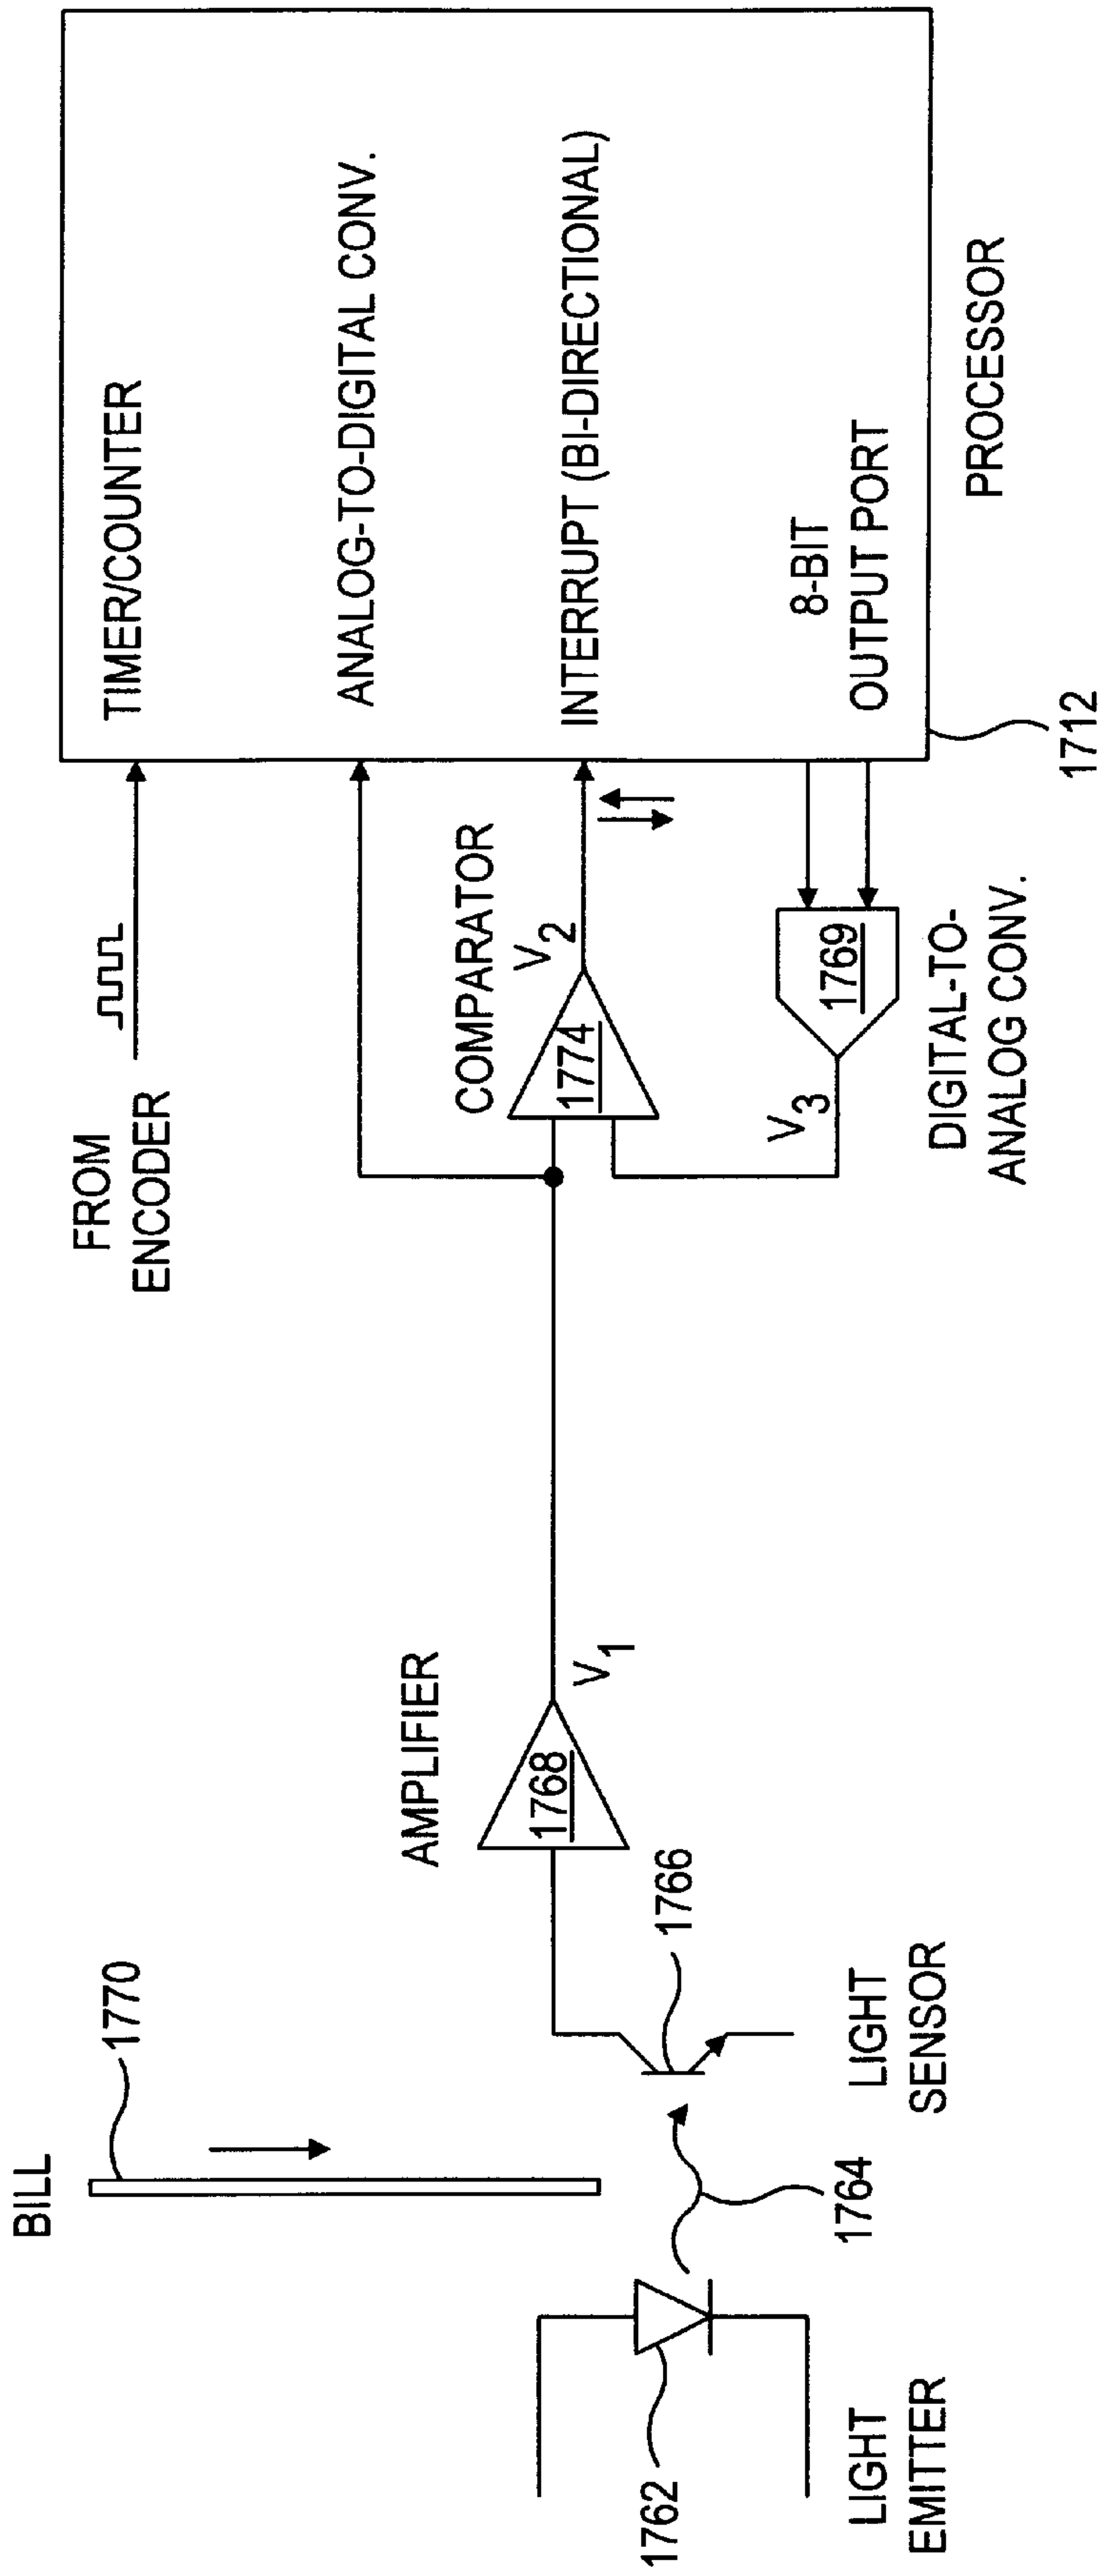 BILL
1770
LIGHT
EMITTER
1762
1764
LIGHT
SENSOR
1766
AMPLIFIER
1768
V1
FROM
ENCODER
COMPARATOR
1774
V2
V3
1769
DIGITAL-TO-
ANALOG CONV.
TIMER/COUNTER
ANALOG-TO-DIGITAL CONV.
INTERRUPT (BI-DIRECTIONAL)
8-BIT
OUTPUT PORT
1712
PROCESSOR